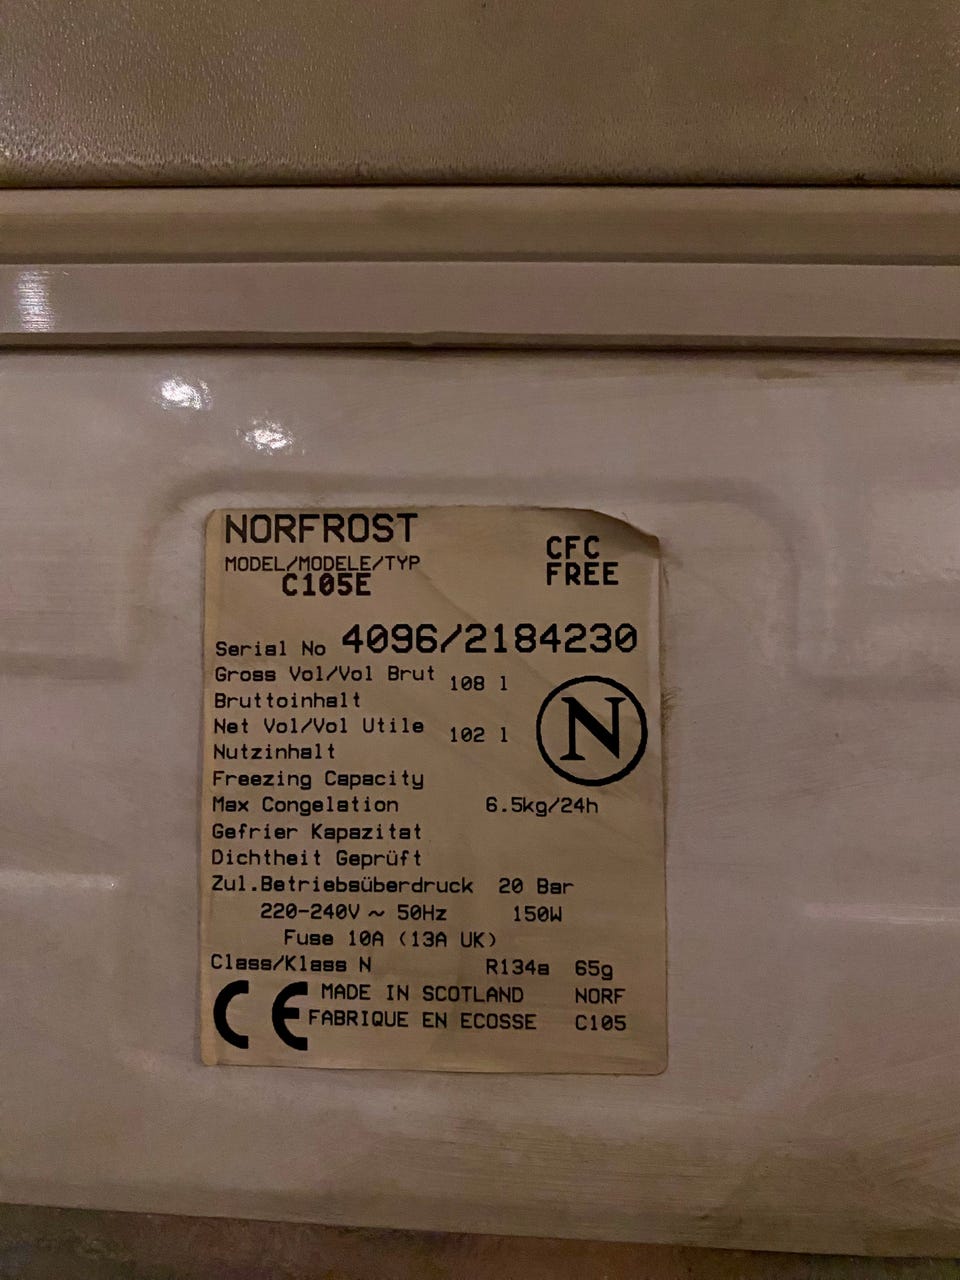 NORFROST
CFC
FREE
MODEL/MODELE/TYP
C105E
Serial No 4096/2184230
Gross Vol/Vol Brut 108 l
Bruttoinhalt
Net Vol/Vol Utile 102 l
Nutzinhalt
N
Freezing Capacity
Max Congelation 6.5kg/24h
Gefrier Kapazitat
Dichtheit Geprüft
Zul.Betriebsüberdruck 20 Bar
220-240V ~ 50Hz 150W
Fuse 10A (13A UK)
Class/Klass N R134a 65g
CE MADE IN SCOTLAND NORF
FABRIQUE EN ECOSSE C105